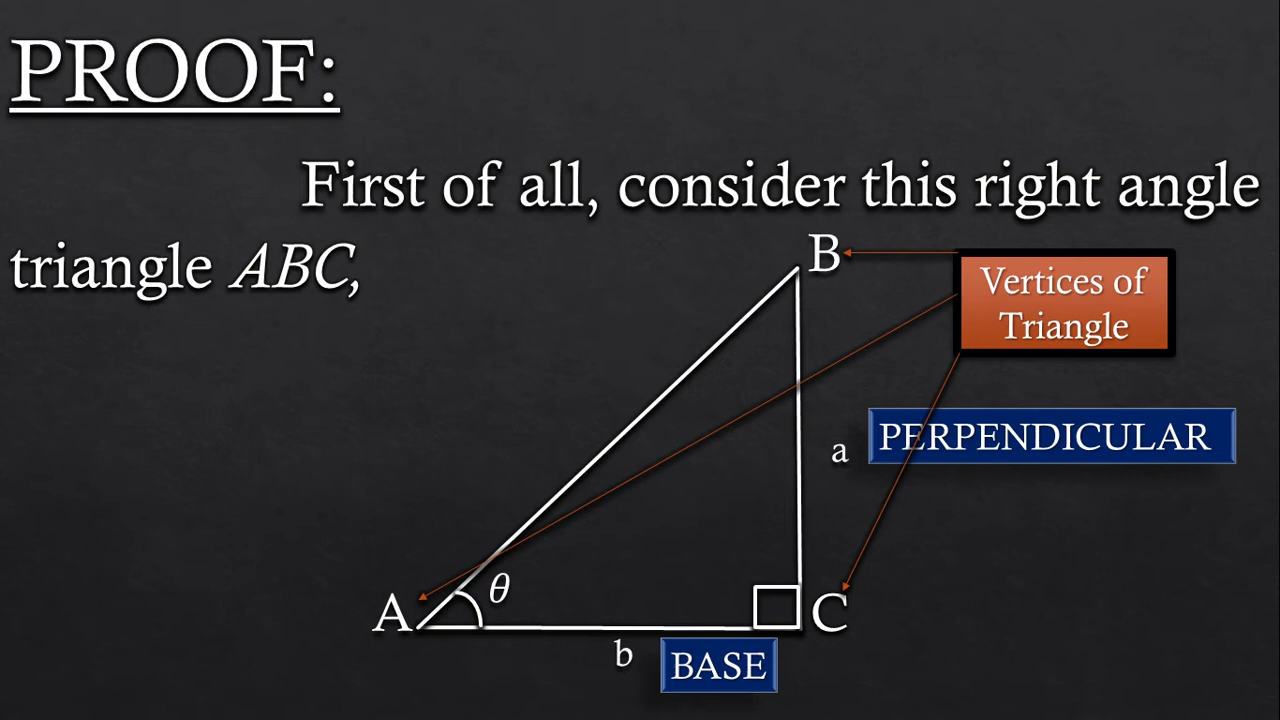 PROOF:
First of all, consider this right angle
triangle ABC,
B
Vertices of
Triangle
a
PERPENDICULAR
θ
A
C
b
BASE